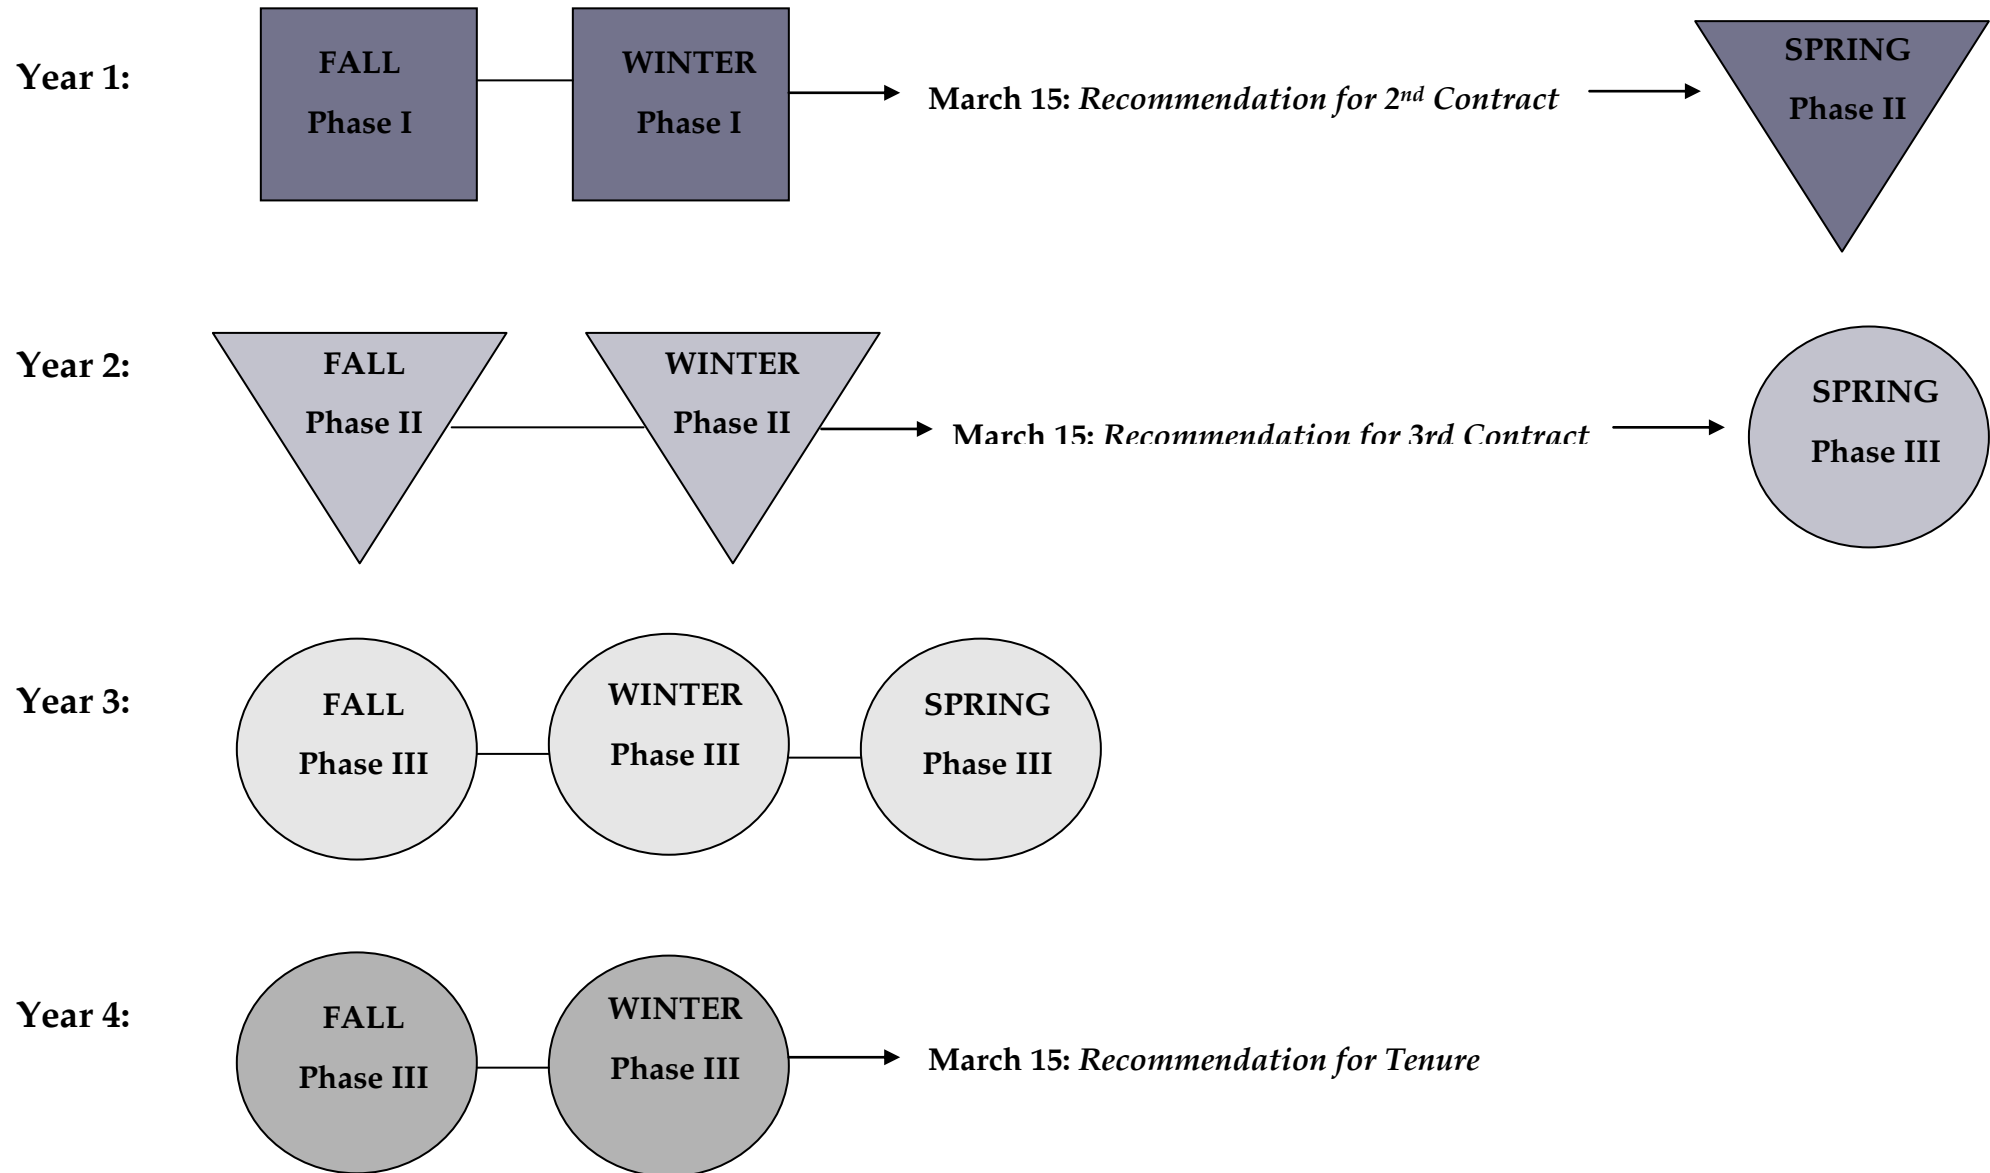 Year 1:
FALL
Phase I
WINTER
Phase I
March 15: Recommendation for 2nd Contract
SPRING
Phase II
Year 2:
FALL
Phase II
WINTER
Phase II
March 15: Recommendation for 3rd Contract
SPRING
Phase III
Year 3:
FALL
Phase III
WINTER
Phase III
SPRING
Phase III
Year 4:
FALL
Phase III
WINTER
Phase III
March 15: Recommendation for Tenure